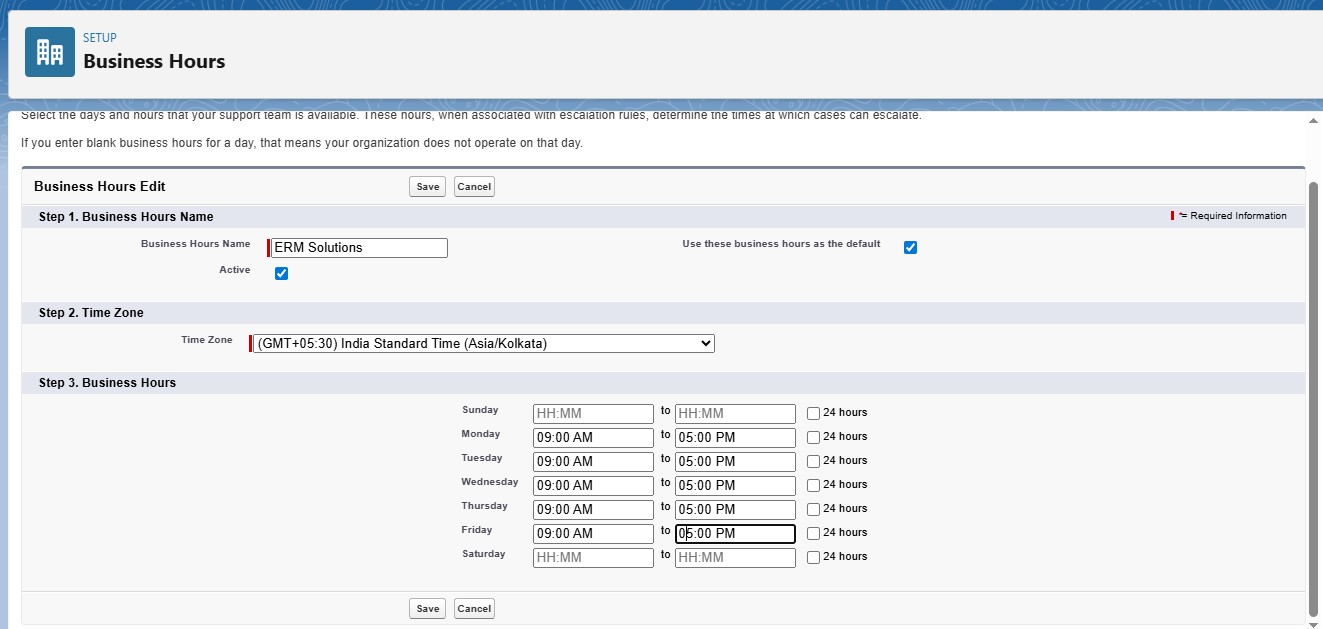 SETUP
Business Hours
Select the days and hours that your support team is available. These hours, when associated with escalation rules, determine the times at which cases can escalate.
If you enter blank business hours for a day, that means your organization does not operate on that day.
Business Hours Edit Save Cancel
Step 1. Business Hours Name *= Required Information
Business Hours Name ERM Solutions Use these business hours as the default
Active
Step 2. Time Zone
Time Zone (GMT+05:30) India Standard Time (Asia/Kolkata)
Step 3. Business Hours
Sunday HH:MM to HH:MM 24 hours
Monday 09:00 AM to 05:00 PM 24 hours
Tuesday 09:00 AM to 05:00 PM 24 hours
Wednesday 09:00 AM to 05:00 PM 24 hours
Thursday 09:00 AM to 05:00 PM 24 hours
Friday 09:00 AM to 05:00 PM 24 hours
Saturday HH:MM to HH:MM 24 hours
Save Cancel